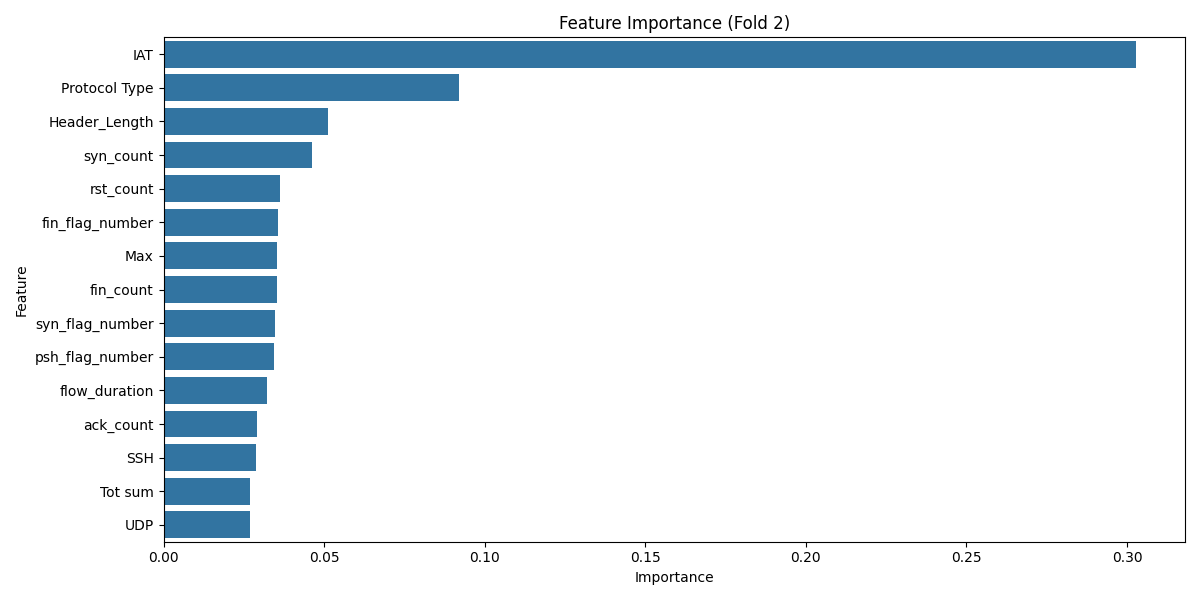 Feature Importance (Fold 2)
Feature
IAT
Protocol Type
Header_Length
syn_count
rst_count
fin_flag_number
Max
fin_count
syn_flag_number
psh_flag_number
flow_duration
ack_count
SSH
Tot sum
UDP
0.00 0.05 0.10 0.15 0.20 0.25 0.30
Importance